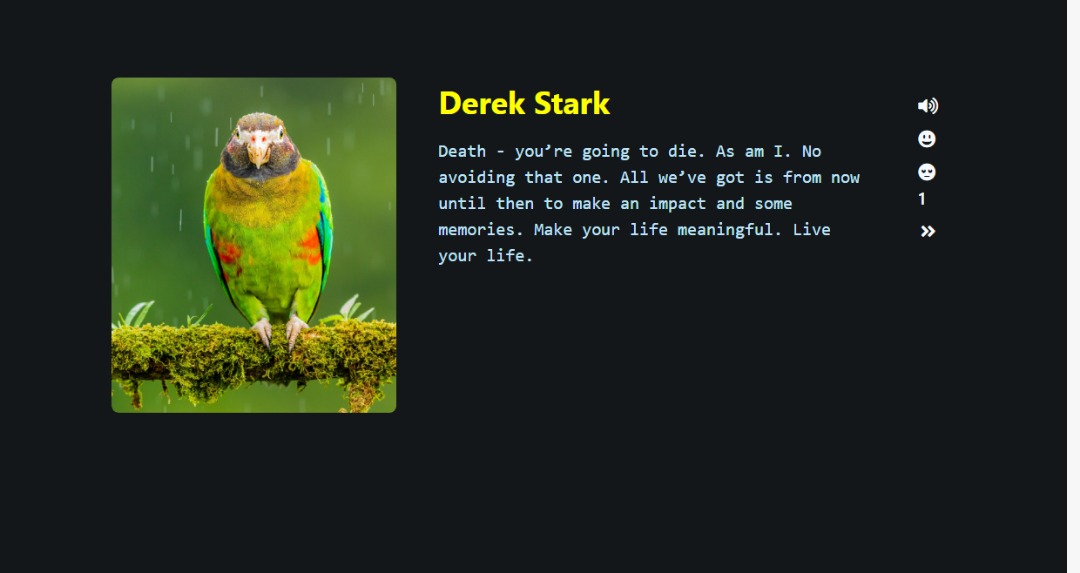 Derek Stark
Death - you’re going to die. As am I. No
avoiding that one. All we’ve got is from now
until then to make an impact and some
memories. Make your life meaningful. Live
your life.
1